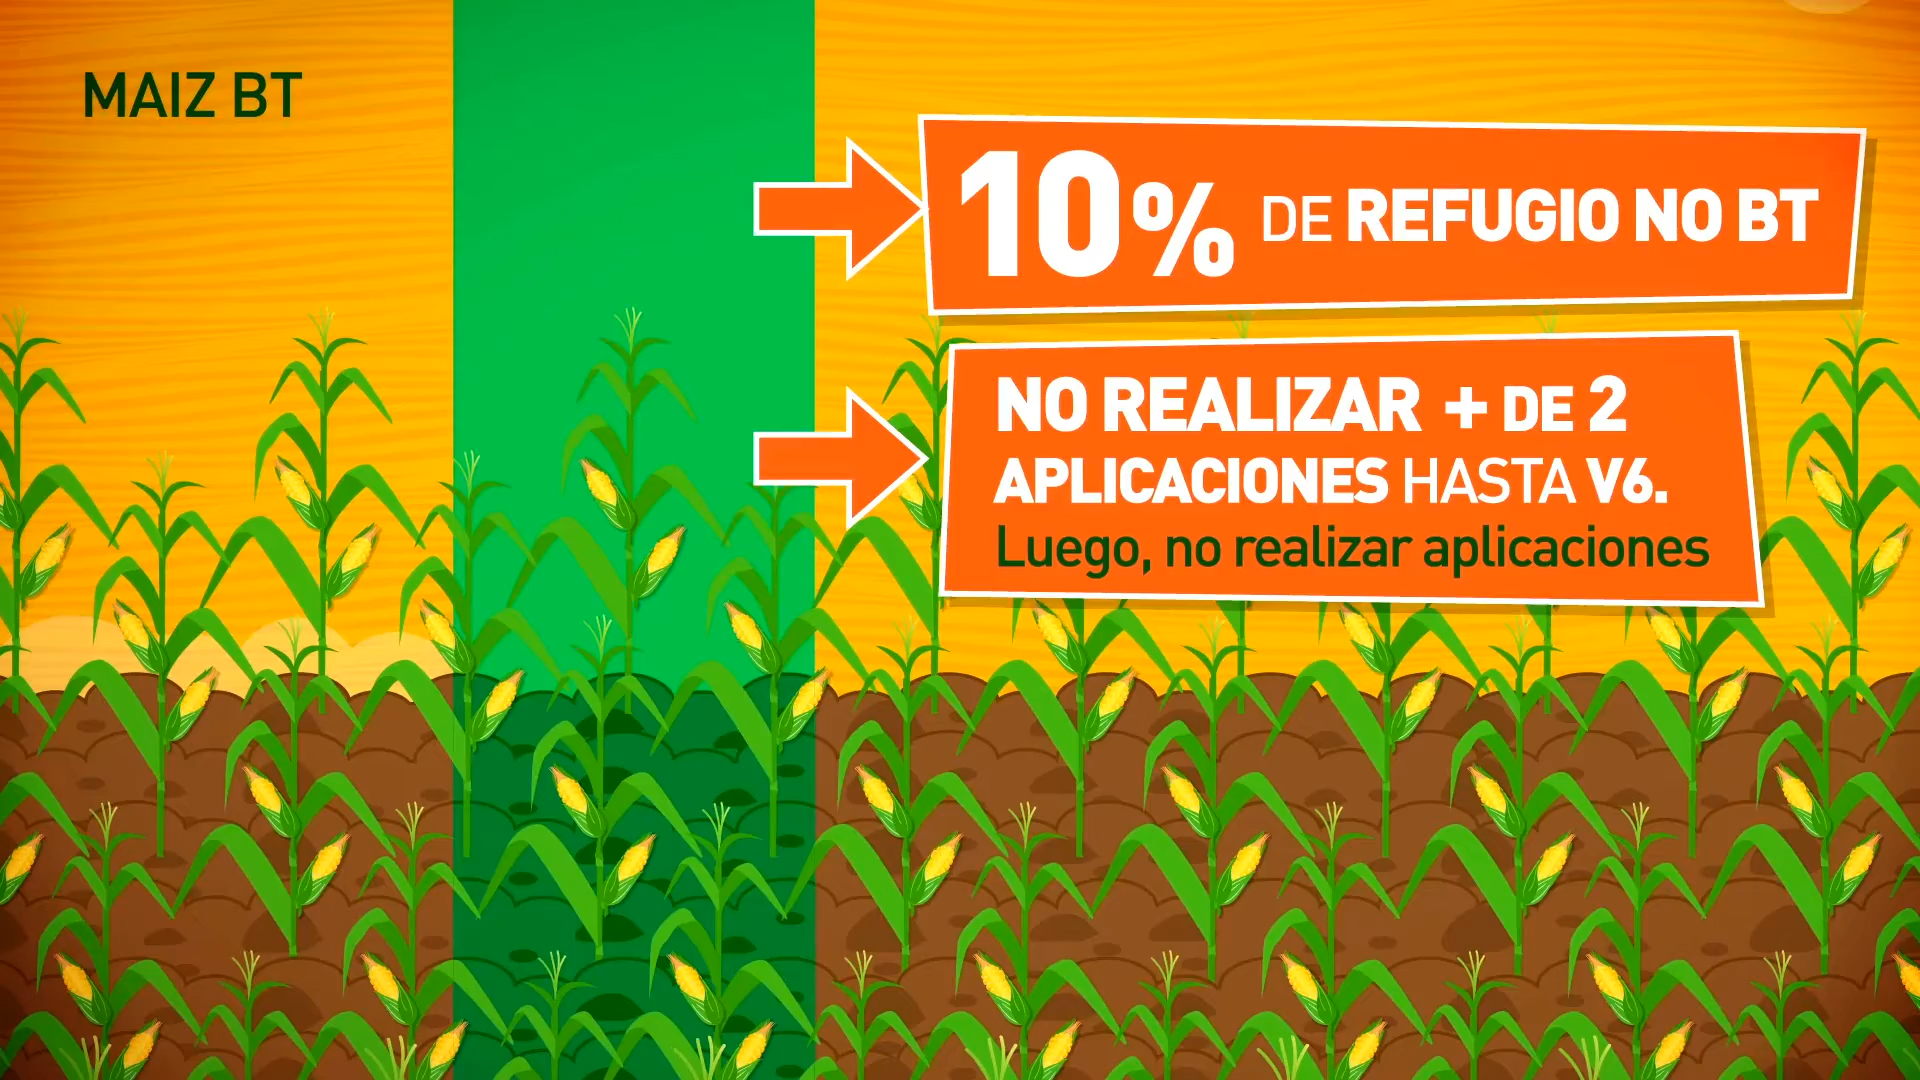 MAIZ BT
10% DE REFUGIO NO BT
NO REALIZAR + DE 2
APLICACIONES HASTA V6.
Luego, no realizar aplicaciones